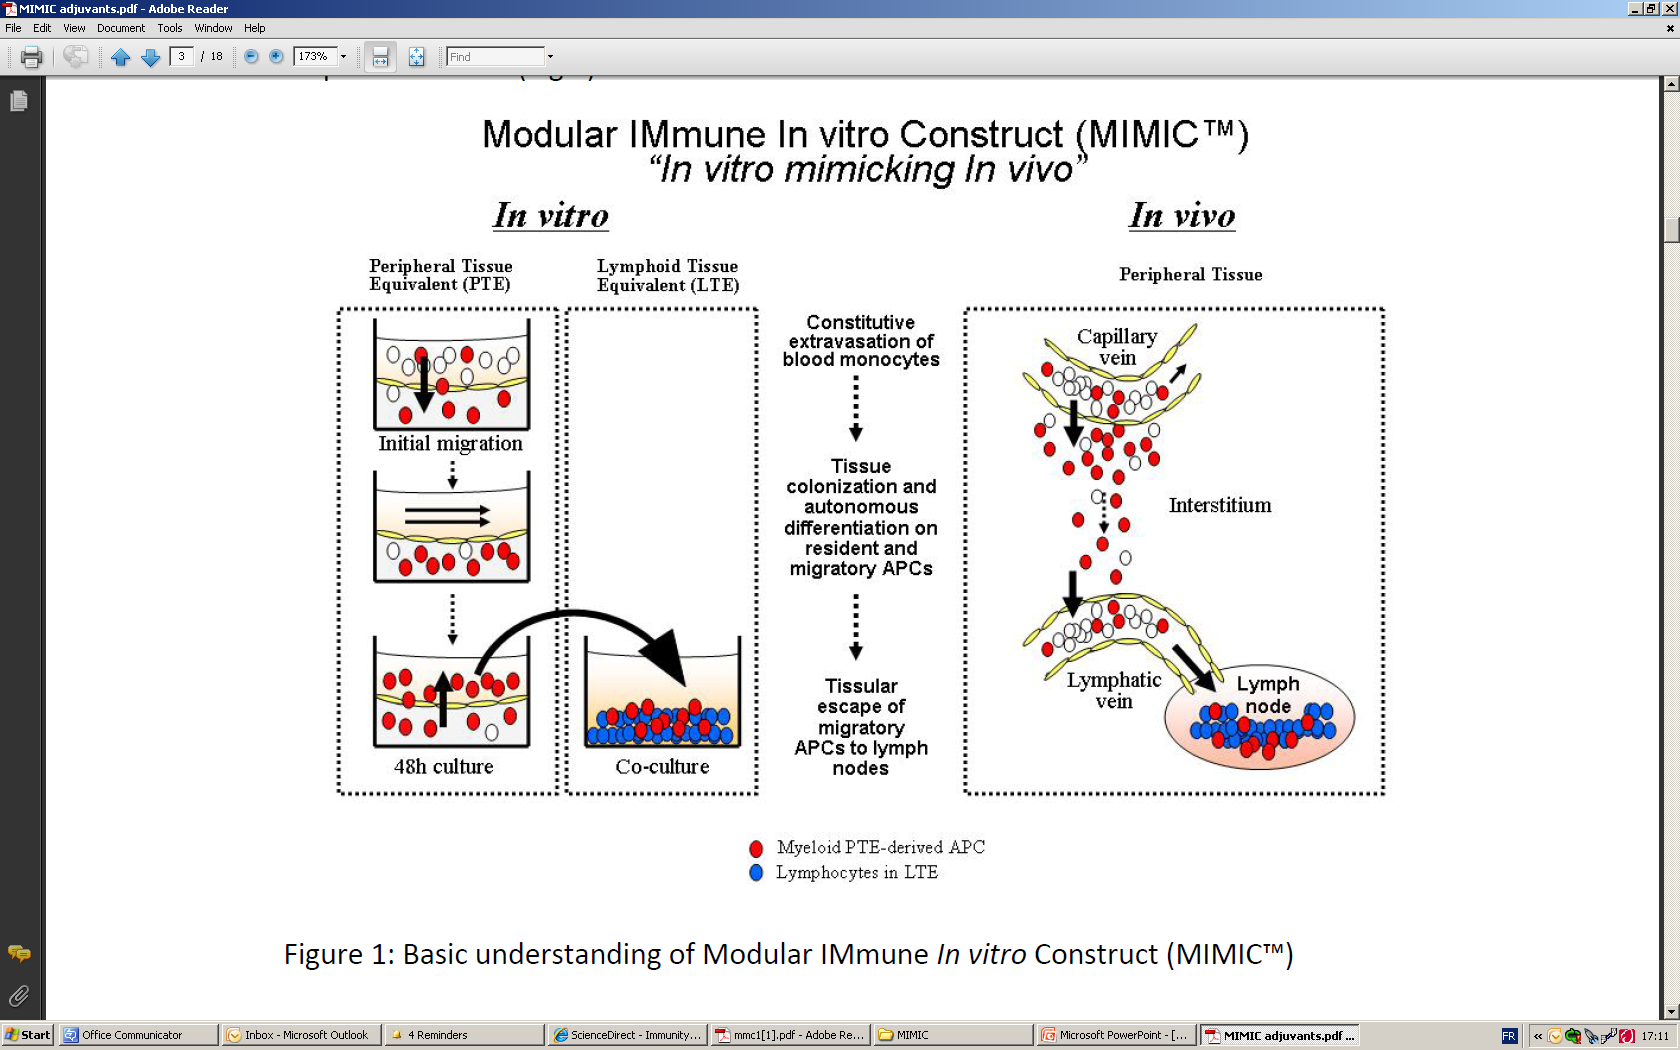 MIMIC adjuvants.pdf - Adobe Reader
File Edit View Document Tools Window Help
3 / 18 173% Find
Modular IMmune In vitro Construct (MIMIC™)
“In vitro mimicking In vivo”
In vitro
In vivo
Peripheral Tissue
Equivalent (PTE)
Lymphoid Tissue
Equivalent (LTE)
Peripheral Tissue
Initial migration
48h culture
Co-culture
Constitutive
extravasation of
blood monocytes
Tissue
colonization and
autonomous
differentiation on
resident and
migratory APCs
Tissular
escape of
migratory
APCs to lymph
nodes
Capillary
vein
Interstitium
Lymphatic
vein
Lymph
node
Myeloid PTE-derived APC
Lymphocytes in LTE
Figure 1: Basic understanding of Modular IMmune In vitro Construct (MIMIC™)
Start Office Communicator Inbox - Microsoft Outlook 4 Reminders ScienceDirect - Immunity,... mmc1[1].pdf - Adobe Re... MIMIC Microsoft PowerPoint - [... MIMIC adjuvants.pdf ... FR « 17:11